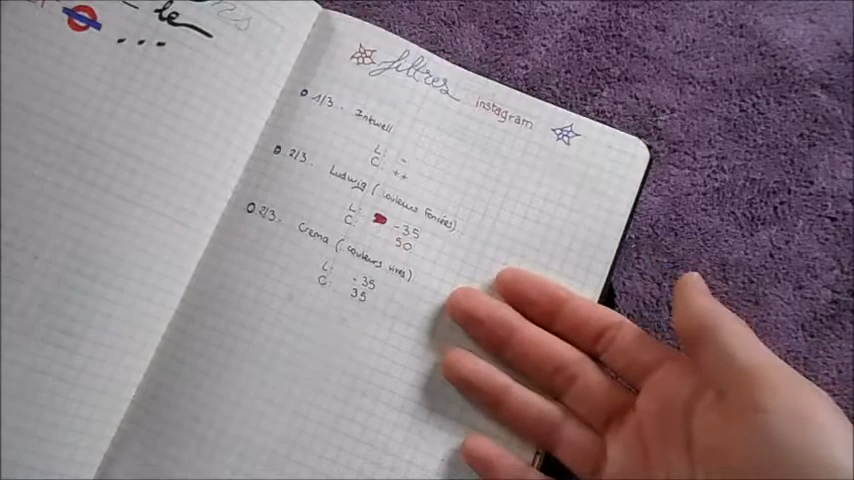 le
...
filtres instagram
1/3. Inkwell
L: -
C: ++
2/3. Ludwig (couleurs foncées)
L: -35
C: 50
2/3. Crema (couleurs vives)
L: -35
C: 35